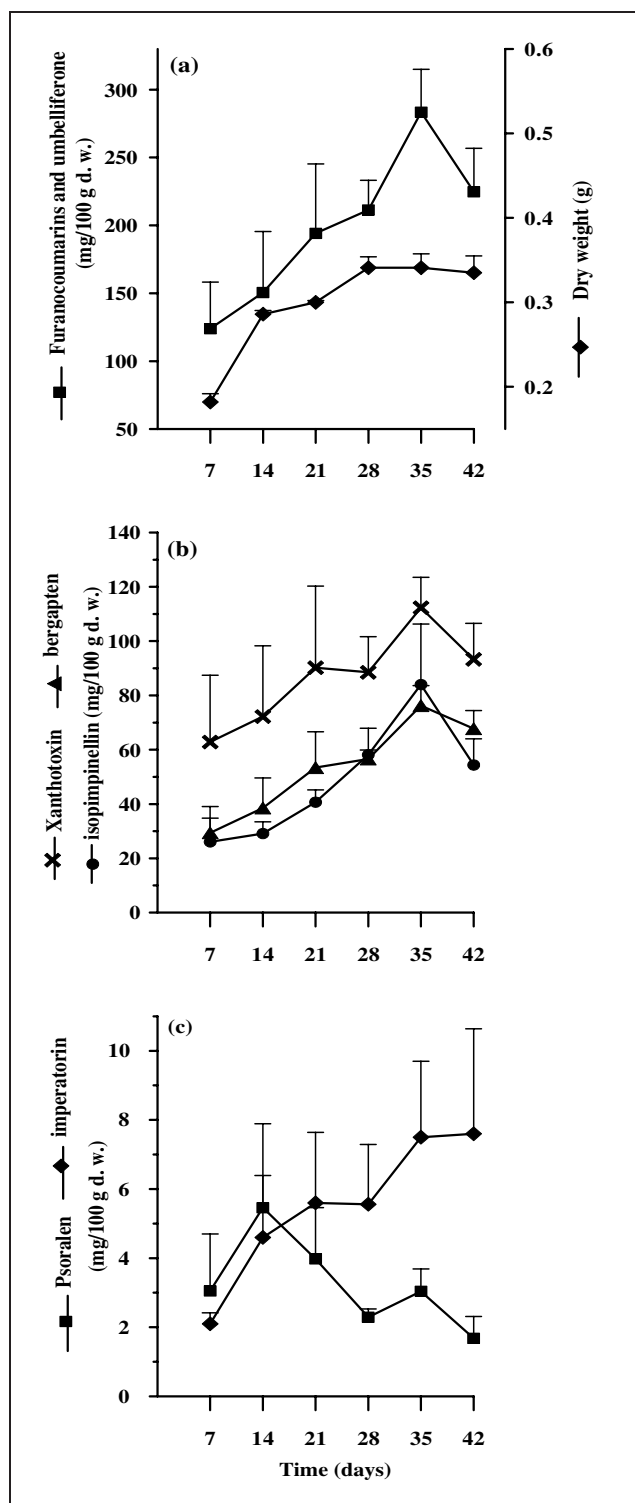 (a)
Furanocoumarins and umbelliferone
(mg/100 g d. w.)
300
250
200
150
100
50
0.6
0.5
0.4
0.3
0.2
Dry weight (g)
7 14 21 28 35 42
(b)
Xanthotoxin bergapten
isopimpinellin (mg/100 g d. w.)
140
120
100
80
60
40
20
0
7 14 21 28 35 42
(c)
Psoralen imperatorin
(mg/100 g d. w.)
10
8
6
4
2
0
7 14 21 28 35 42
Time (days)